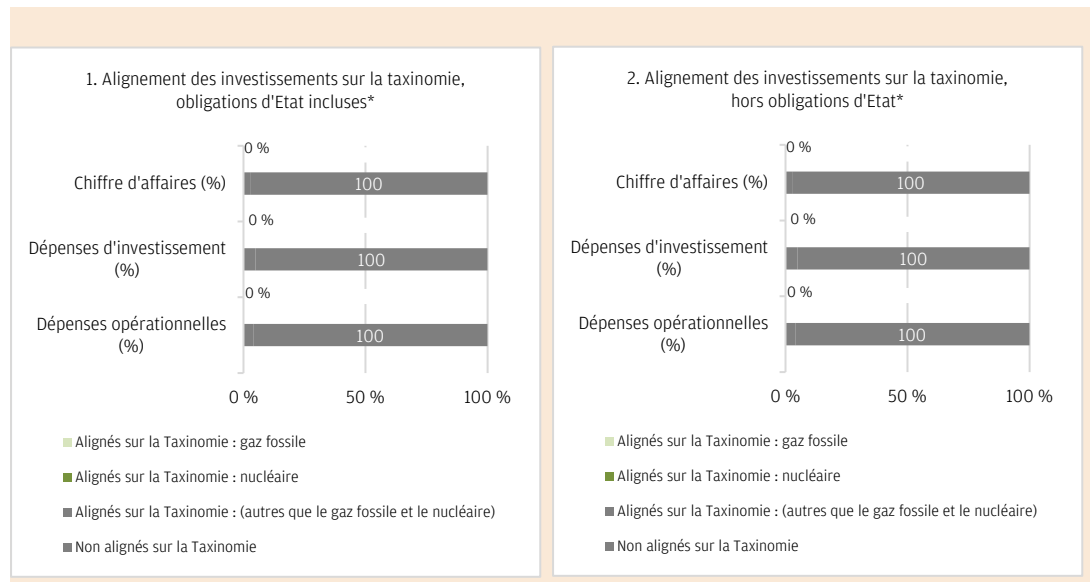 1. Alignement des investissements sur la taxinomie,
obligations d'Etat incluses*
0 %
Chiffre d'affaires (%)
100
0 %
Dépenses d'investissement
(%)
100
0 %
Dépenses opérationnelles
(%)
100
0 %
50 %
100 %
Alignés sur la Taxinomie : gaz fossile
Alignés sur la Taxinomie : nucléaire
Alignés sur la Taxinomie : (autres que le gaz fossile et le nucléaire)
Non alignés sur la Taxinomie
2. Alignement des investissements sur la taxinomie,
hors obligations d'Etat*
0 %
Chiffre d'affaires (%)
100
0 %
Dépenses d'investissement
(%)
100
0 %
Dépenses opérationnelles
(%)
100
0 %
50 %
100 %
Alignés sur la Taxinomie : gaz fossile
Alignés sur la Taxinomie : nucléaire
Alignés sur la Taxinomie : (autres que le gaz fossile et le nucléaire)
Non alignés sur la Taxinomie